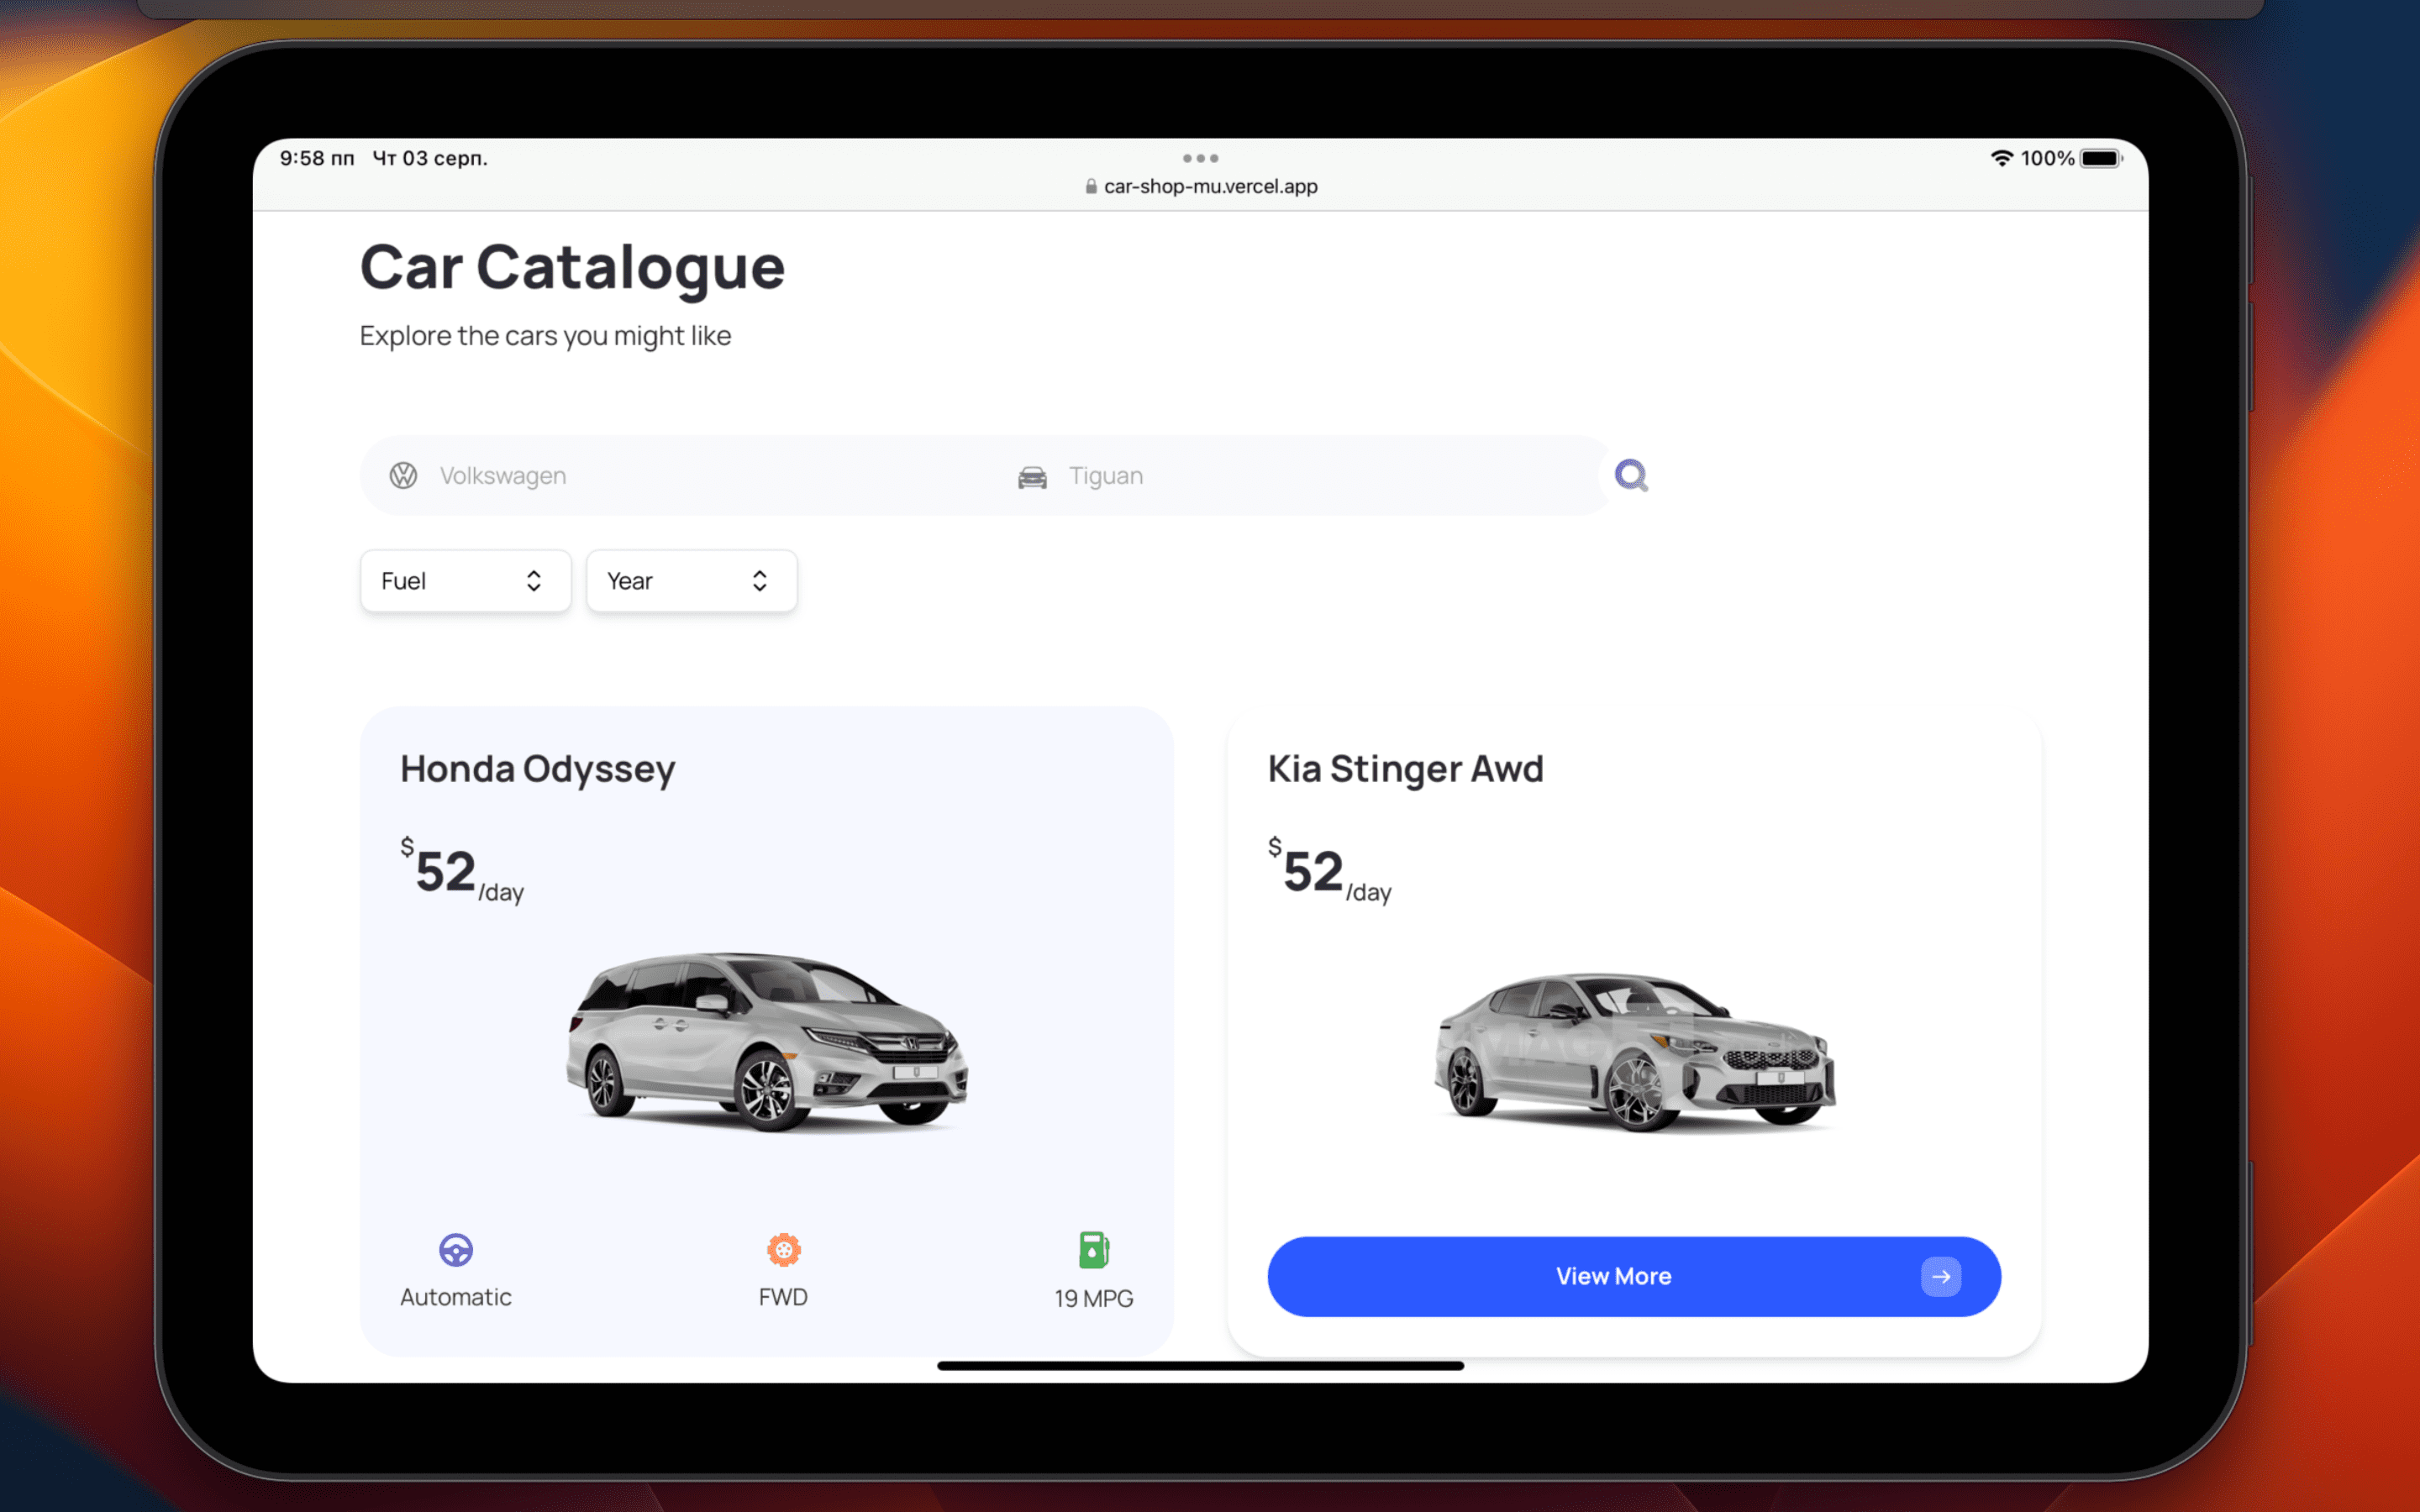 9:58 пп Чт 03 серп.
100%
car-shop-mu.vercel.app
Car Catalogue
Explore the cars you might like
Volkswagen
Tiguan
Fuel
Year
Honda Odyssey
$52/day
Kia Stinger Awd
$52/day
Automatic
FWD
19 MPG
View More